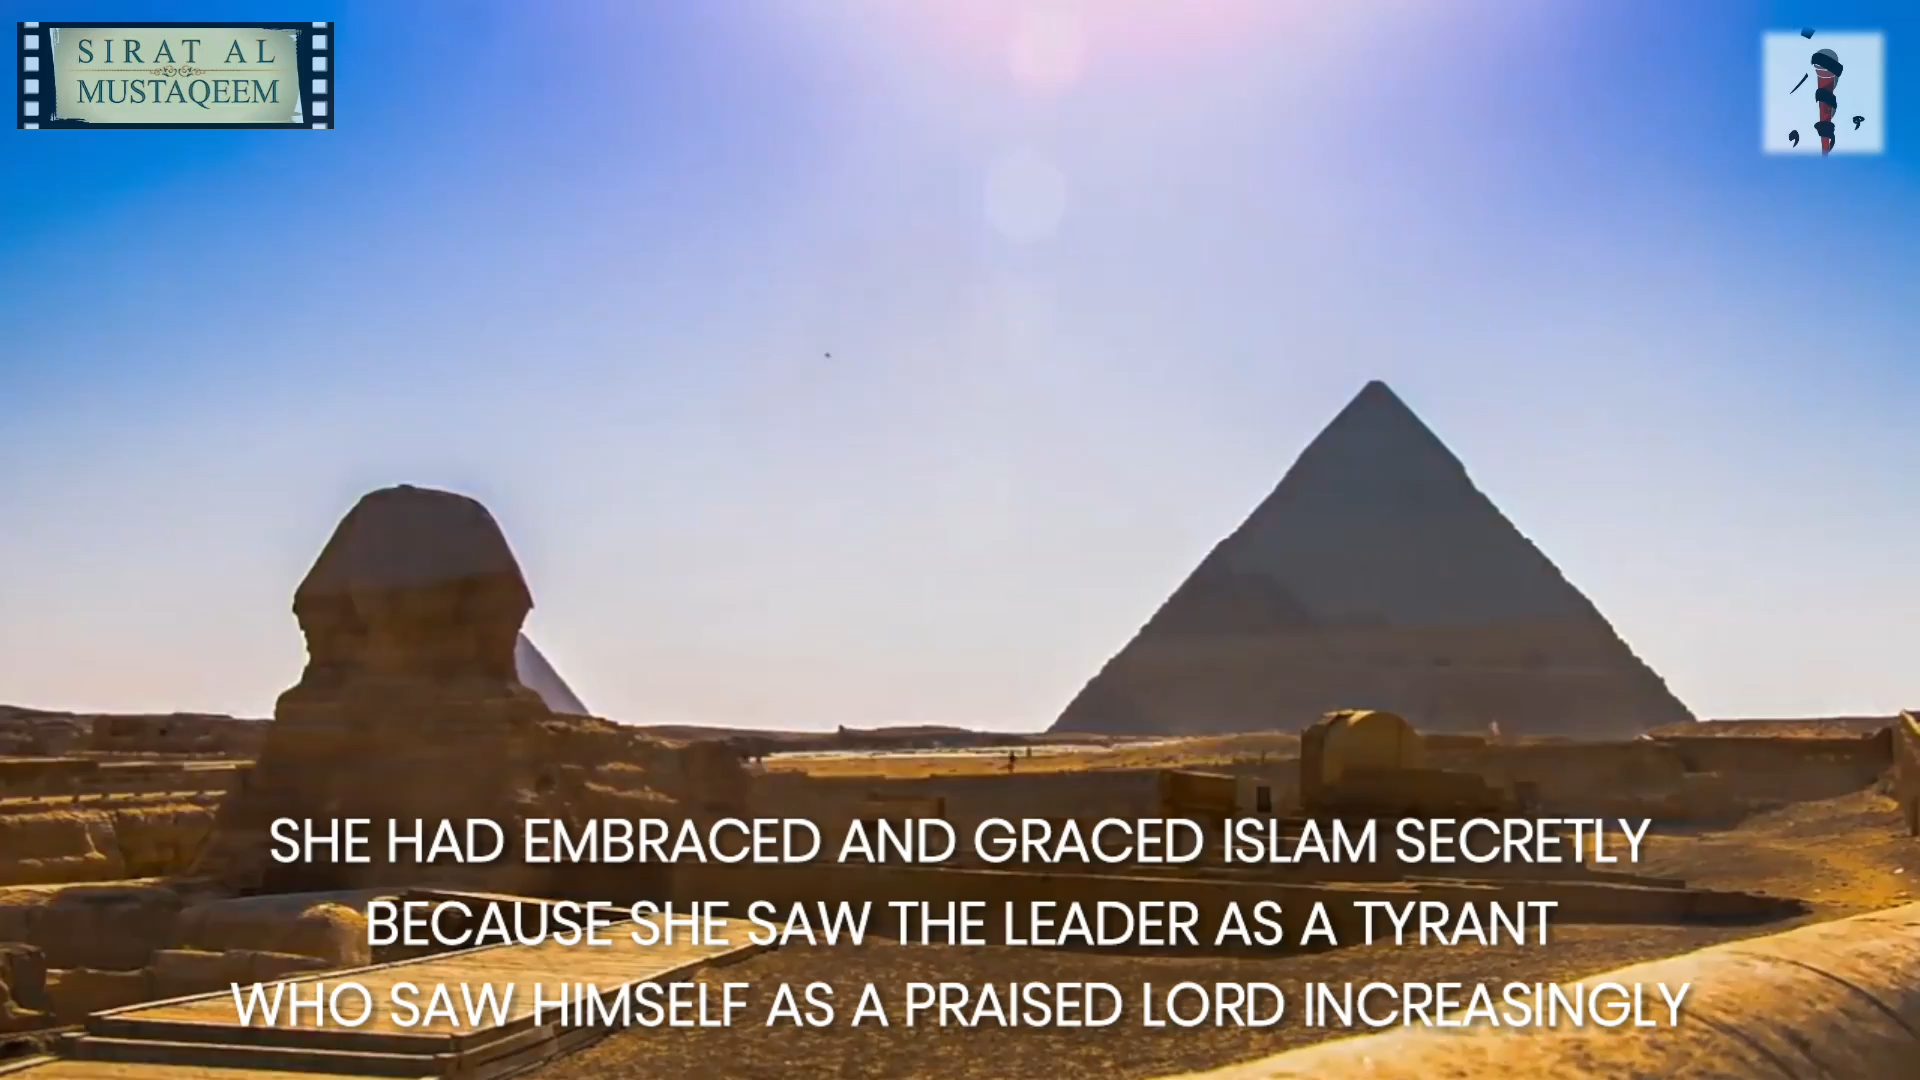 SIRAT AL
MUSTAQEEM
SHE HAD EMBRACED AND GRACED ISLAM SECRETLY
BECAUSE SHE SAW THE LEADER AS A TYRANT
WHO SAW HIMSELF AS A PRAISED LORD INCREASINGLY